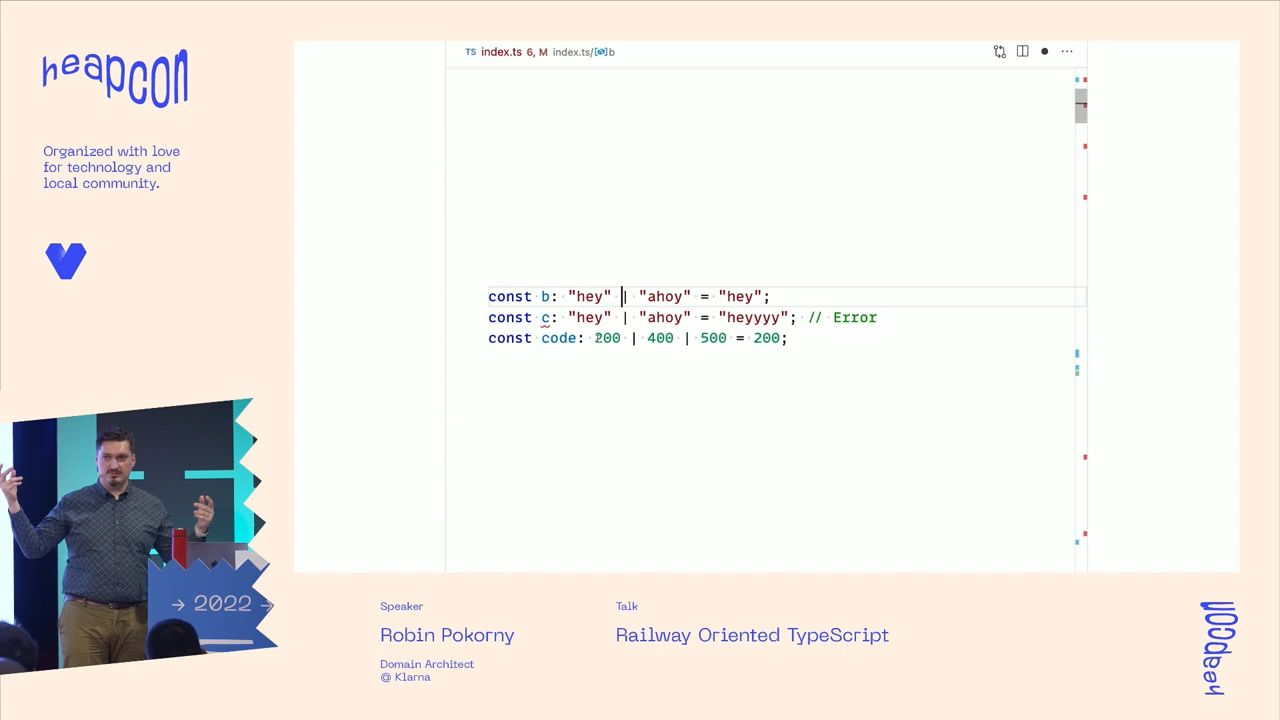 heapcon
Organized with love
for technology and
local community.
TS index.ts 6, M index.ts/[@]b
const b: "hey" | "ahoy" = "hey";
const c: "hey" | "ahoy" = "heyyyy"; // Error
const code: 200 | 400 | 500 = 200;
→ 2022 →
Speaker
Robin Pokorny
Domain Architect
@ Klarna
Talk
Railway Oriented TypeScript
heapcon